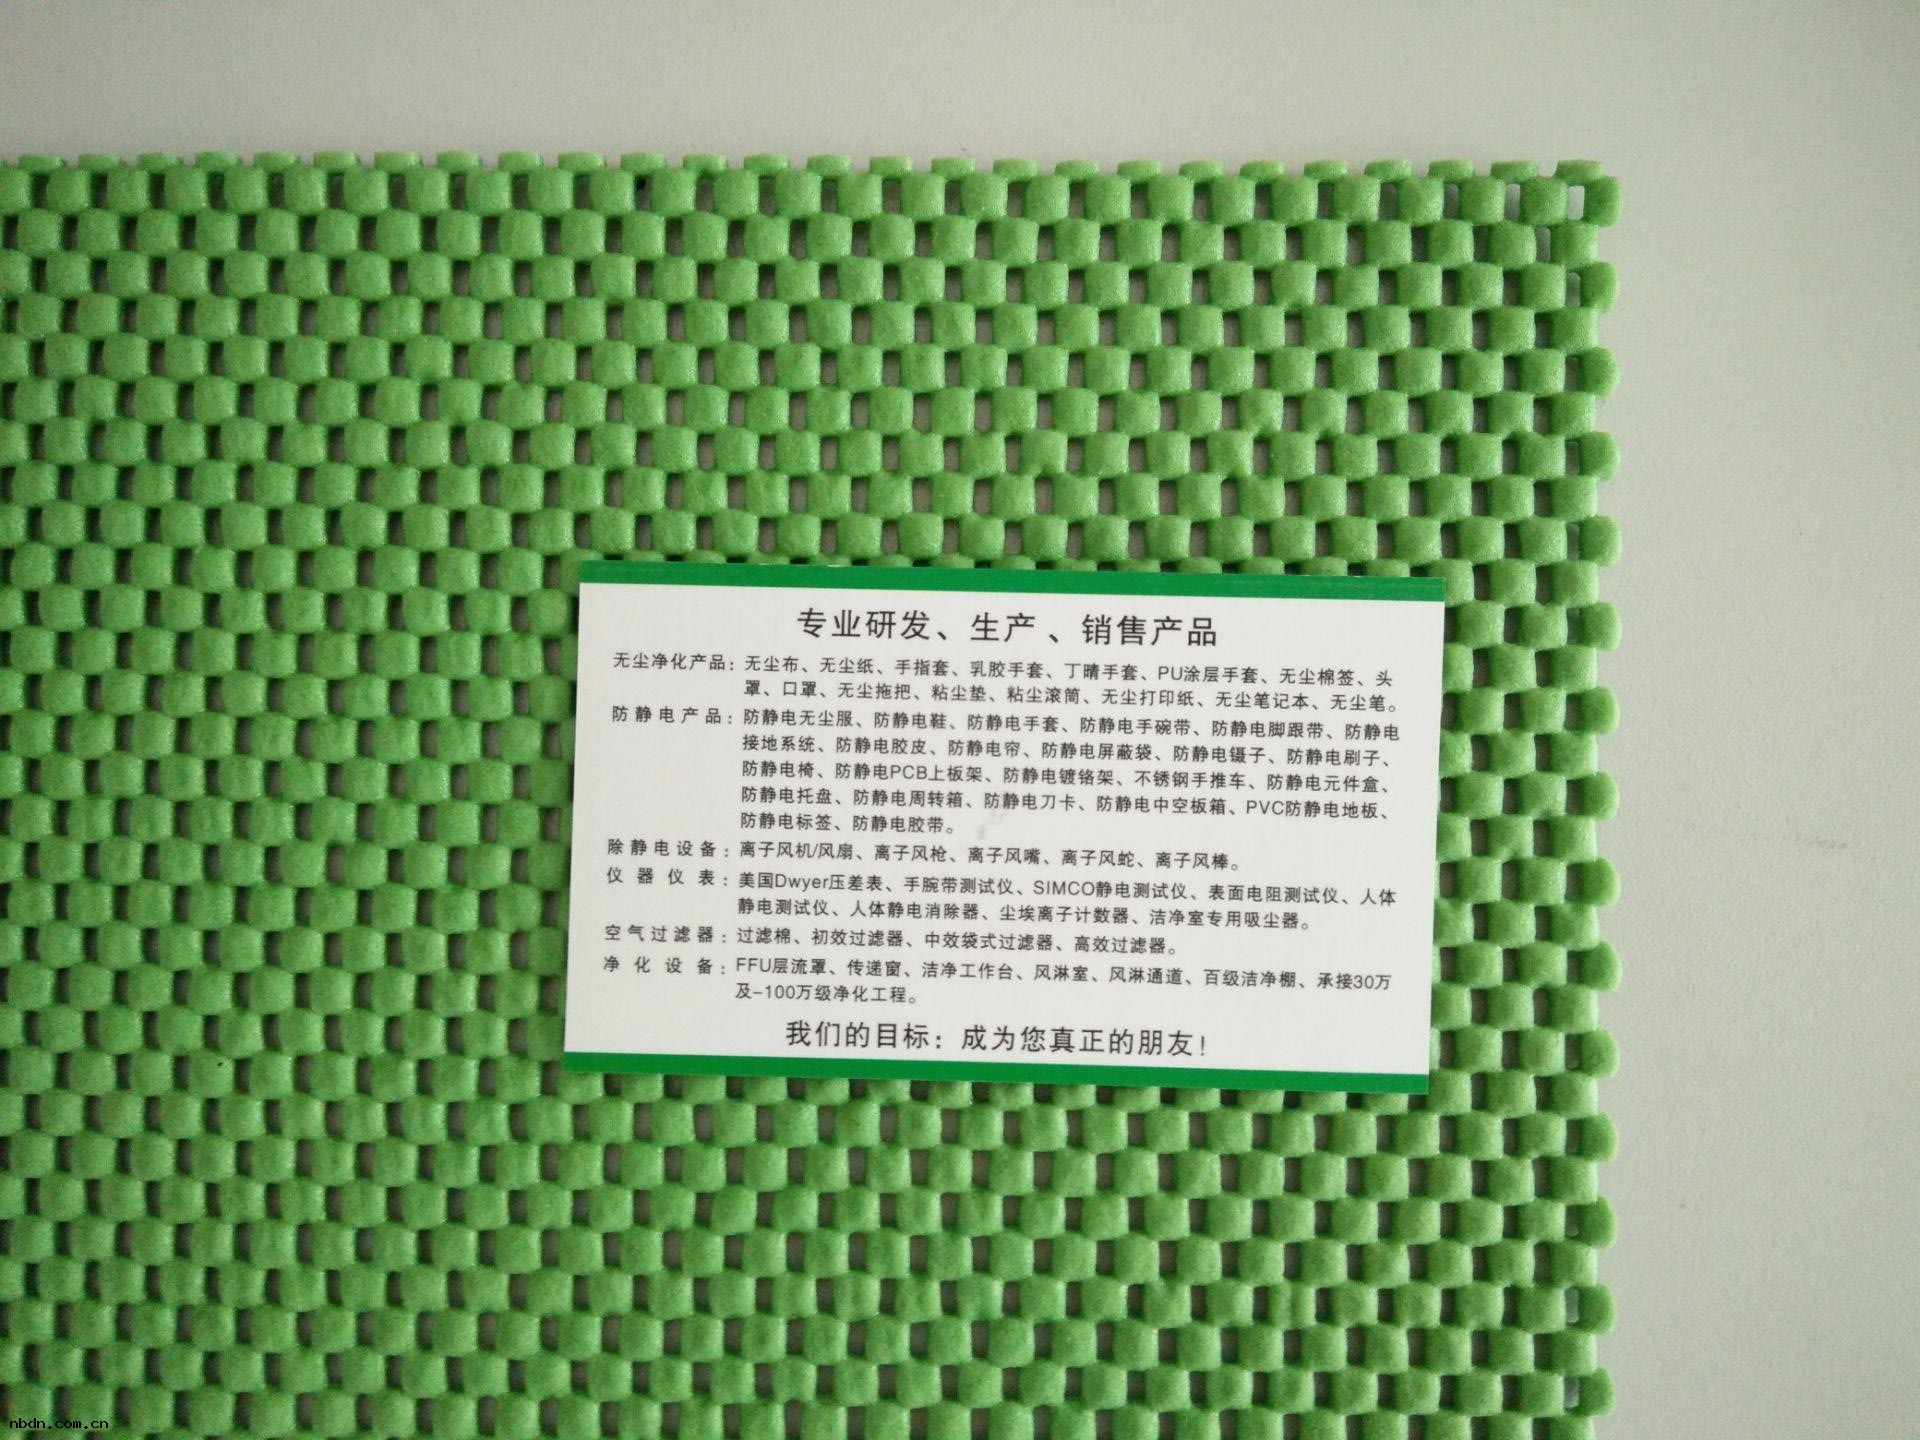 专业研发、生产、销售产品
无尘净化产品：无尘布、无尘纸、手指套、乳胶手套、丁晴手套、PU涂层手套、无尘棉签、头
罩、口罩、无尘拖把、粘尘垫、粘尘滚筒、无尘打印纸、无尘笔记本、无尘笔。
防静电产品：防静电无尘服、防静电鞋、防静电手套、防静电手碗带、防静电脚跟带、防静电
接地系统、防静电胶皮、防静电帘、防静电屏蔽袋、防静电镊子、防静电刷子、
防静电椅、防静电PCB上板架、防静电镀铬架、不锈钢手推车、防静电元件盒、
防静电托盘、防静电周转箱、防静电刀卡、防静电中空板箱、PVC防静电地板、
防静电标签、防静电胶带。
除静电设备：离子风机/风扇、离子风枪、离子风嘴、离子风蛇、离子风棒。
仪器仪表：美国Dwyer压差表、手腕带测试仪、SIMCO静电测试仪、表面电阻测试仪、人体
静电测试仪、人体静电消除器、尘埃离子计数器、洁净室专用吸尘器。
空气过滤器：过滤棉、初效过滤器、中效袋式过滤器、高效过滤器。
净化设备：FFU层流罩、传递窗、洁净工作台、风淋室、风淋通道、百级洁净棚、承接30万
及-100万级净化工程。
我们的目标：成为您真正的朋友！
nbdn.com.cn